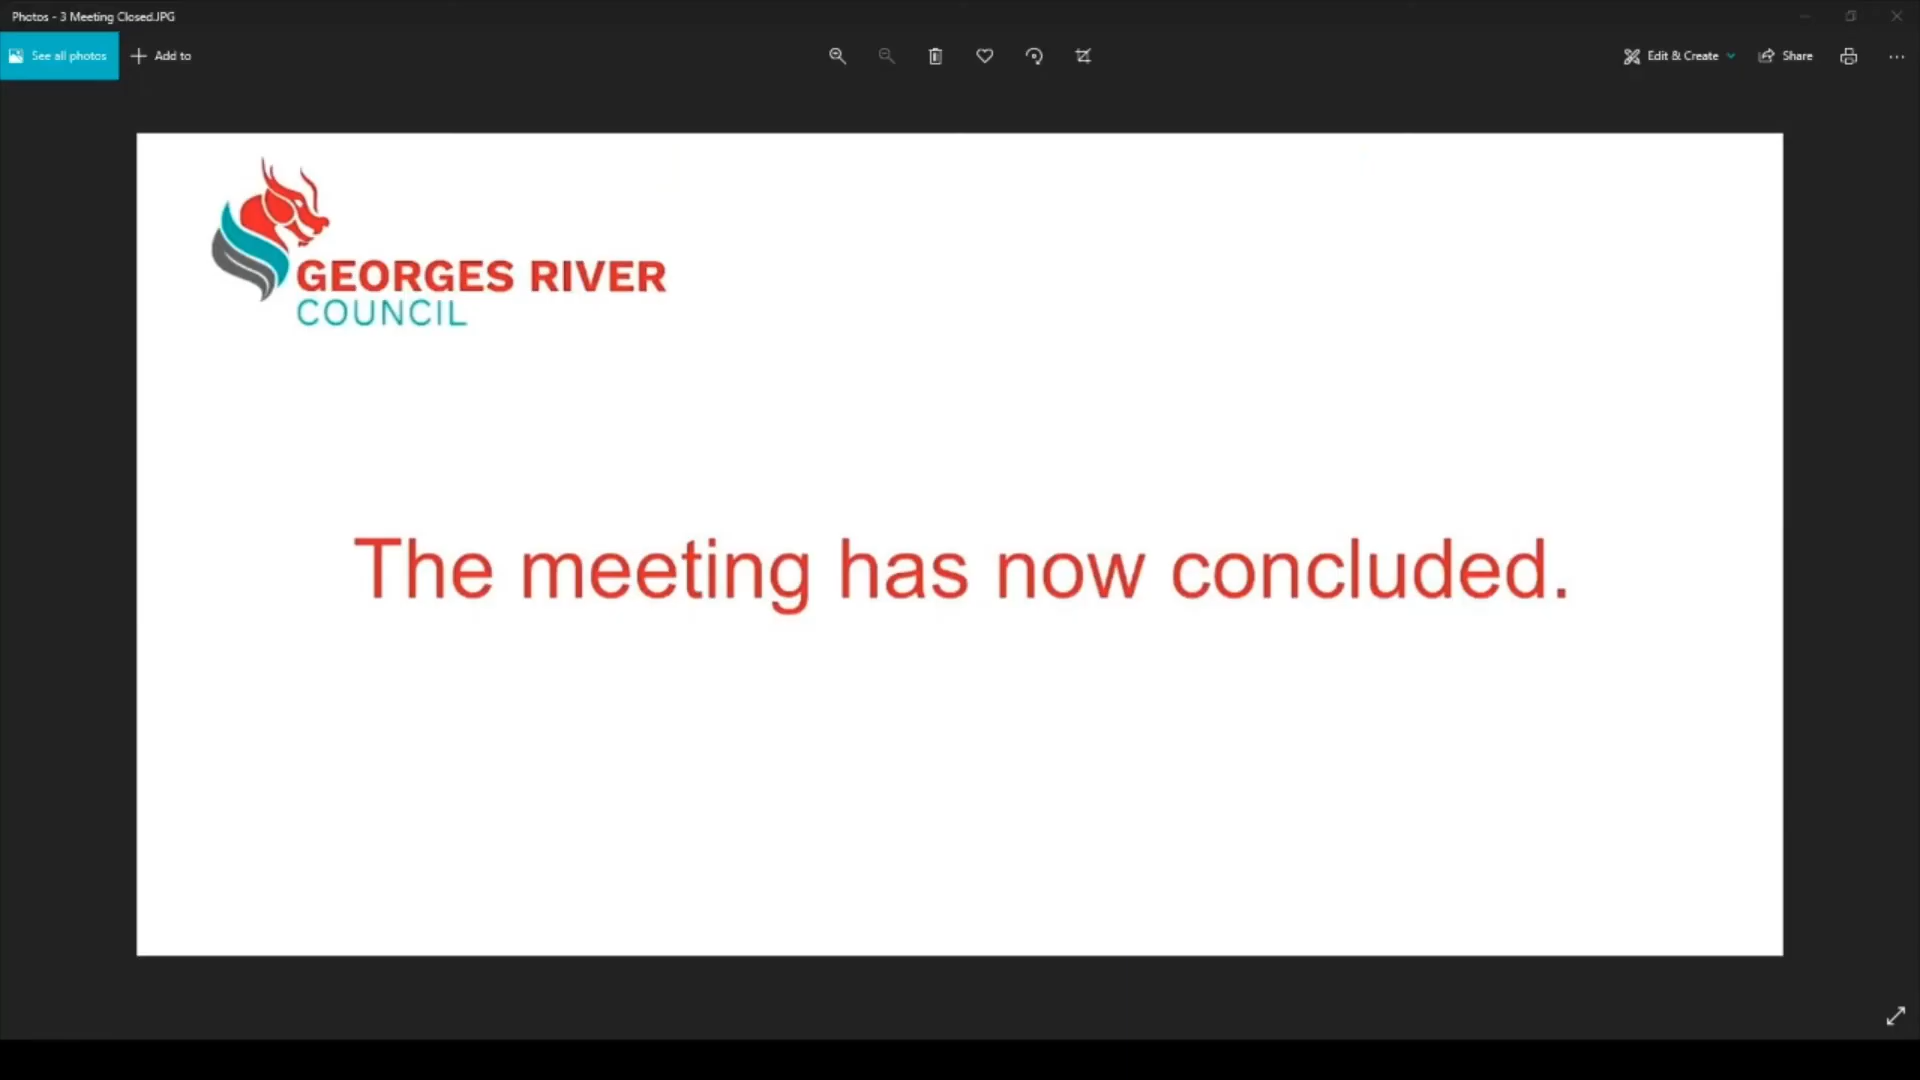 Photos - 3 Meeting Closed.JPG
See all photos
Add to
Edit & Create
Share
GEORGES RIVER
COUNCIL
The meeting has now concluded.